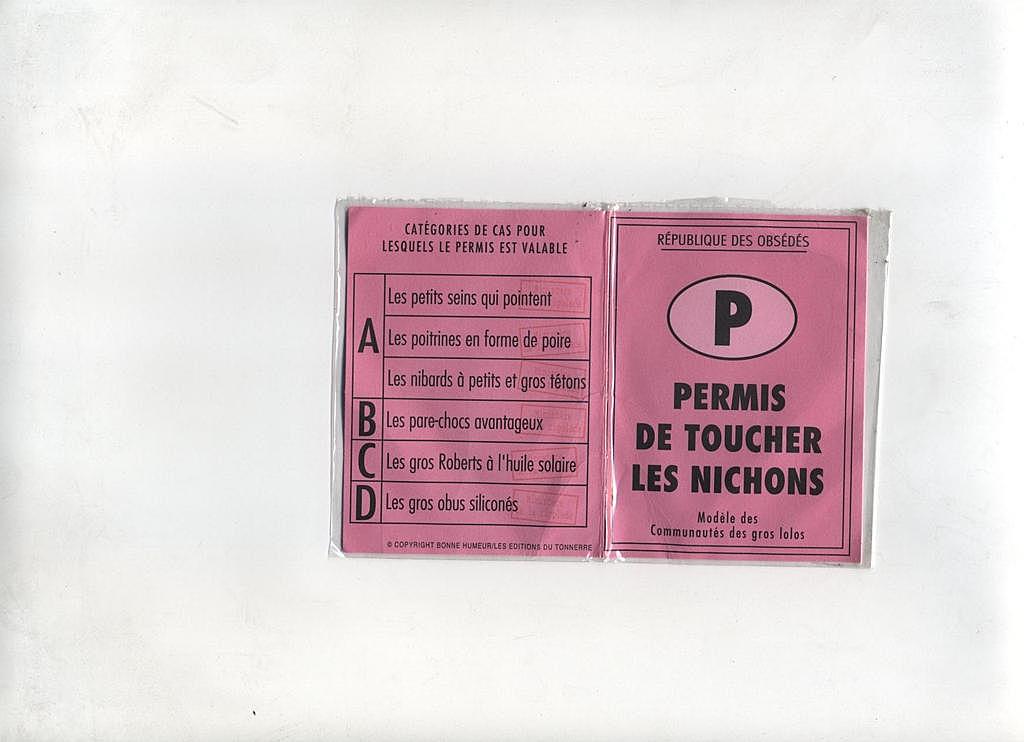 CATÉGORIES DE CAS POUR
LESQUELS LE PERMIS EST VALABLE
A
Les petits seins qui pointent
Les poitrines en forme de poire
Les nibards à petits et gros tétons
B
Les pare-chocs avantageux
C
Les gros Roberts à l'huile solaire
D
Les gros obus siliconés
© COPYRIGHT BONNE HUMEUR/LES EDITIONS DU TONNERRE
RÉPUBLIQUE DES OBSÉDÉS
P
PERMIS
DE TOUCHER
LES NICHONS
Modèle des
Communautés des gros lolos